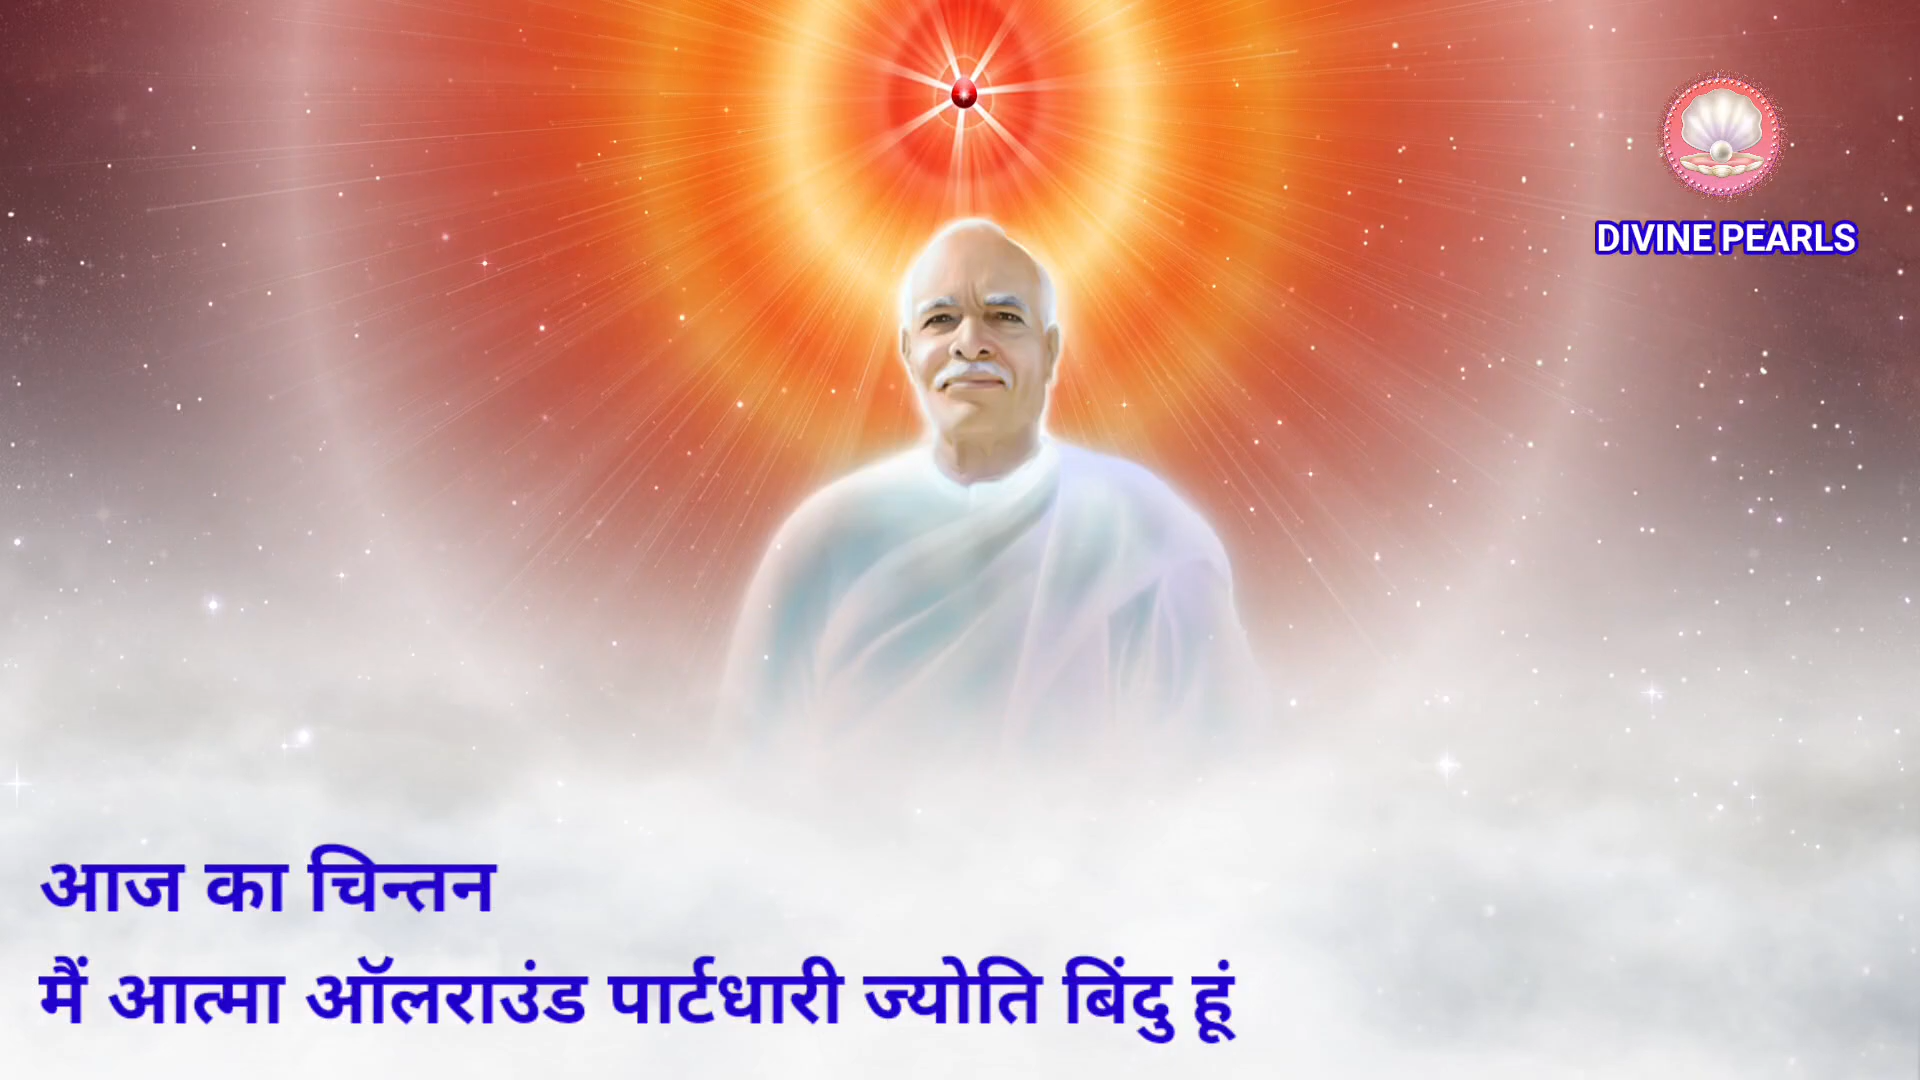 DIVINE PEARLS
आज का चिन्तन
मैं आत्मा ऑलराउंड पार्टधारी ज्योति बिंदु हूं